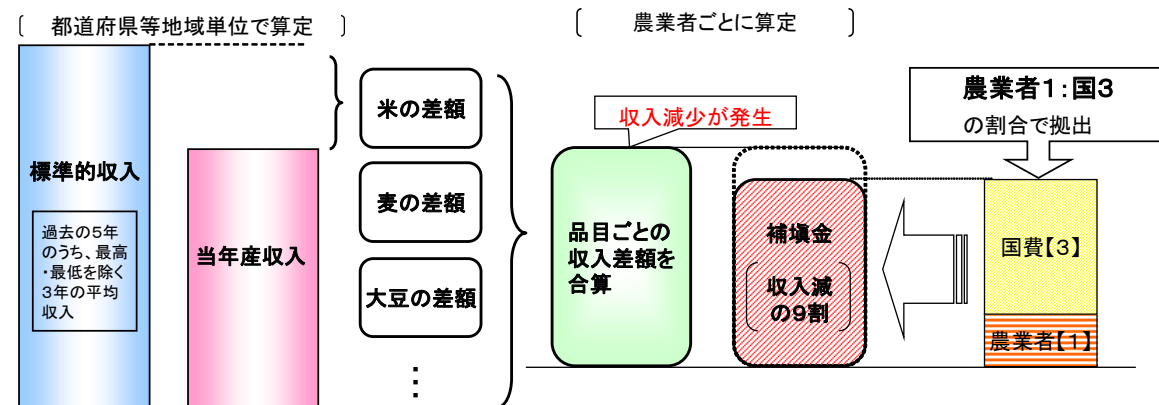 〔 都道府県等地域単位で算定 〕
〔 農業者ごとに算定 〕
標準的収入
過去の5年
のうち、最高
・最低を除く
3年の平均
収入
当年産収入
米の差額
麦の差額
大豆の差額
⋮
収入減少が発生
品目ごとの
収入差額を
合算
補塡金
〔収入減
の9割〕
農業者1:国3
の割合で拠出
国費【3】
農業者【1】